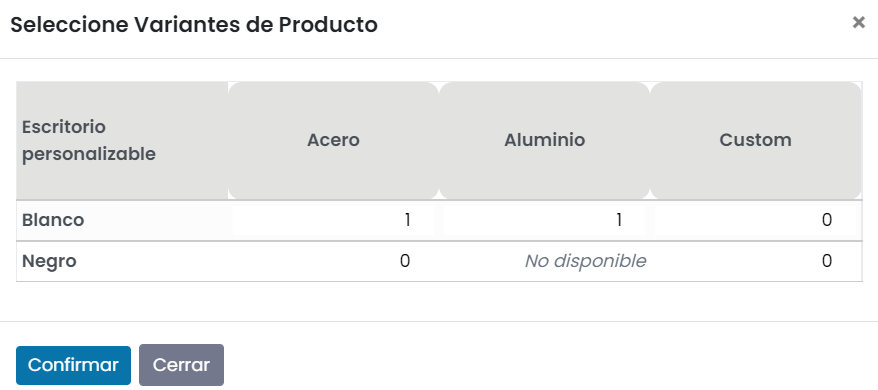 Seleccione Variantes de Producto ×
Escritorio
personalizable Acero Aluminio Custom
Blanco 1 1 0
Negro 0 No disponible 0
Confirmar Cerrar